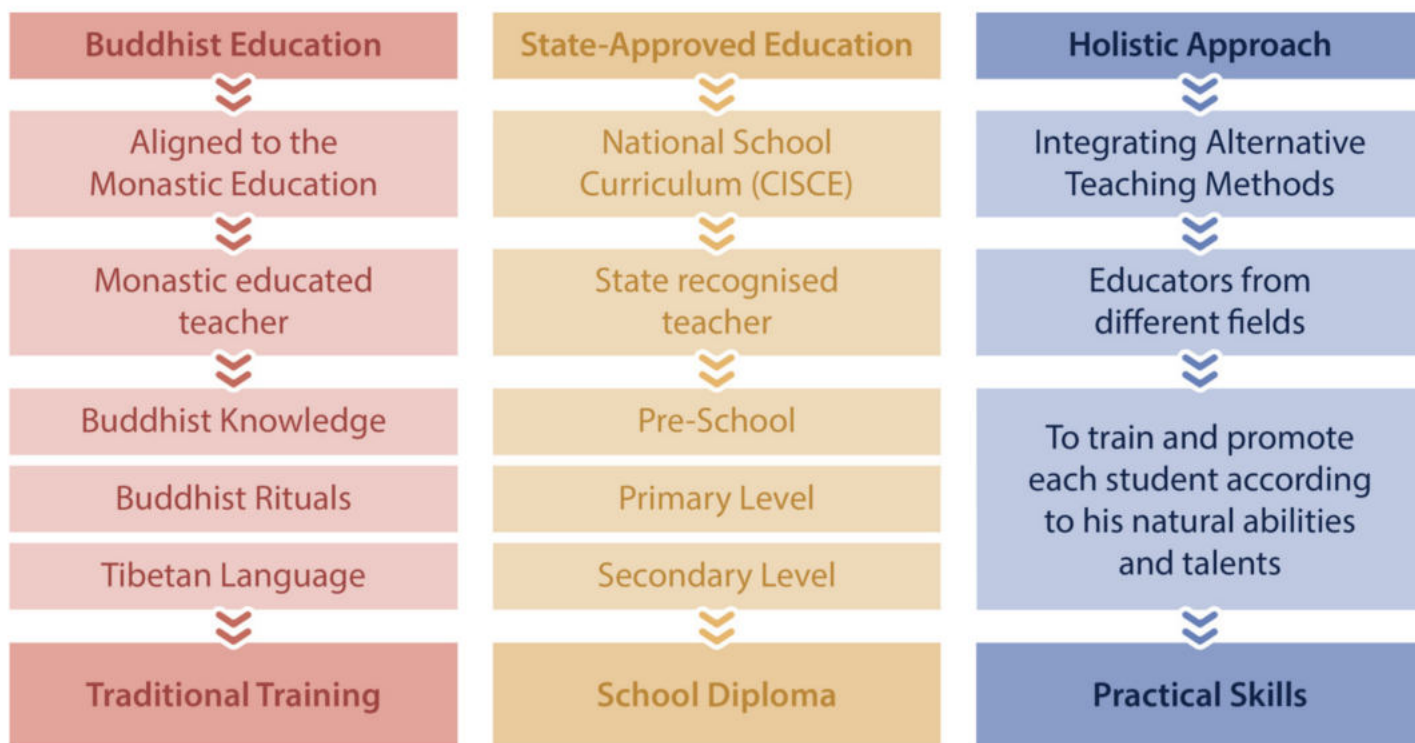 Buddhist Education
Aligned to the
Monastic Education
Monastic educated
teacher
Buddhist Knowledge
Buddhist Rituals
Tibetan Language
Traditional Training
State-Approved Education
National School
Curriculum (CISCE)
State recognised
teacher
Pre-School
Primary Level
Secondary Level
School Diploma
Holistic Approach
Integrating Alternative
Teaching Methods
Educators from
different fields
To train and promote
each student according
to his natural abilities
and talents
Practical Skills